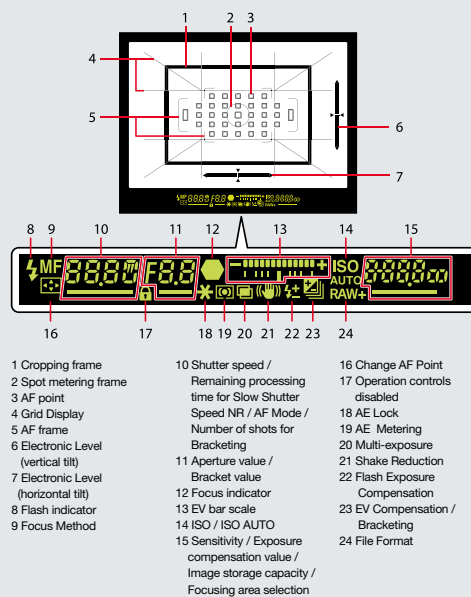 1 2 3
4
5
6
7
8 9 10 11 12 13 14 15
MF 8888 F8.8 ISO
AUTO
RAW+
16 17 18 19 20 21 22 23 24
1 Cropping frame
2 Spot metering frame
3 AF point
4 Grid Display
5 AF frame
6 Electronic Level
(vertical tilt)
7 Electronic Level
(horizontal tilt)
8 Flash indicator
9 Focus Method
10 Shutter speed /
Remaining processing
time for Slow Shutter
Speed NR / AF Mode /
Number of shots for
Bracketing
11 Aperture value /
Bracket value
12 Focus indicator
13 EV bar scale
14 ISO / ISO AUTO
15 Sensitivity / Exposure
compensation value /
Image storage capacity /
Focusing area selection
16 Change AF Point
17 Operation controls
disabled
18 AE Lock
19 AE Metering
20 Multi-exposure
21 Shake Reduction
22 Flash Exposure
Compensation
23 EV Compensation /
Bracketing
24 File Format